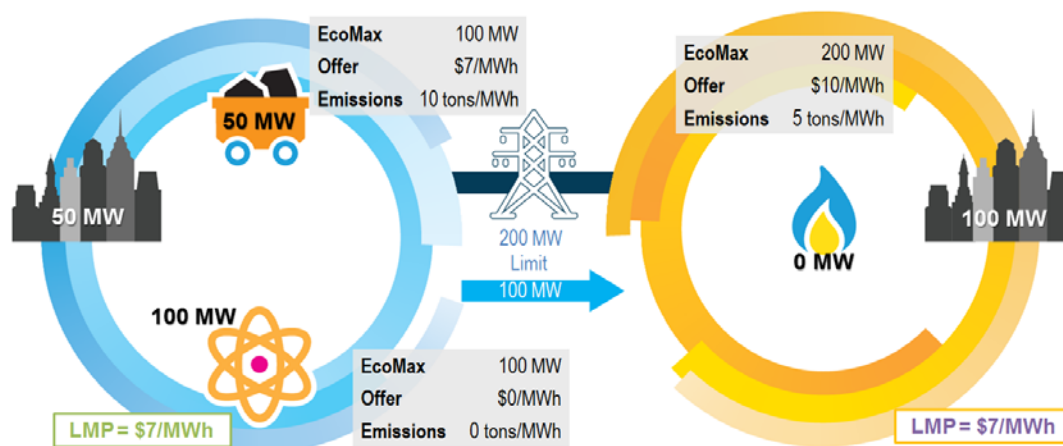 EcoMax 100 MW
Offer $7/MWh
Emissions 10 tons/MWh
50 MW
50 MW
100 MW
EcoMax 100 MW
Offer $0/MWh
Emissions 0 tons/MWh
LMP = $7/MWh
200 MW
Limit
100 MW
EcoMax 200 MW
Offer $10/MWh
Emissions 5 tons/MWh
0 MW
100 MW
LMP = $7/MWh